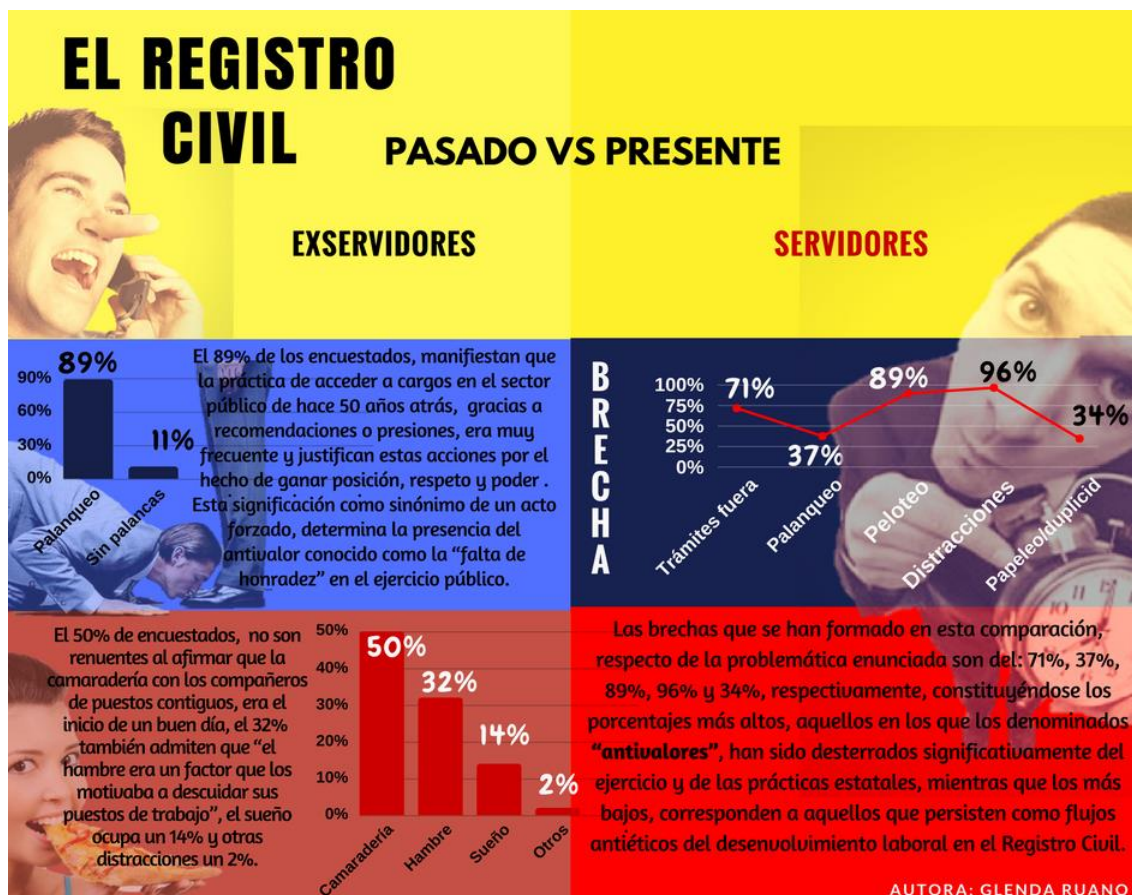 EL REGISTRO
CIVIL
PASADO VS PRESENTE
EXSERVIDORES
SERVIDORES
89%
11%
90%
60%
30%
0%
Palanqueo
Sin palancas
El 89% de los encuestados, manifiestan que
la práctica de acceder a cargos en el sector
público de hace 50 años atrás, gracias a
recomendaciones o presiones, era muy
frecuente y justifican estas acciones por el
hecho de ganar posición, respeto y poder .
Esta significación como sinónimo de un acto
forzado, determina la presencia del
antivalor conocido como la “falta de
honradez” en el ejercicio público.
BRECHA
100%
75%
50%
25%
0%
71%
37%
89%
96%
34%
Trámites fuera
Palanqueo
Peloteo
Distracciones
Papeleo/duplicid
El 50% de encuestados, no son
renuentes al afirmar que la
camaradería con los compañeros
de puestos contiguos, era el
inicio de un buen día, el 32%
también admiten que “el
hambre era un factor que los
motivaba a descuidar sus
puestos de trabajo”, el sueño
ocupa un 14% y otras
distracciones un 2%.
50%
40%
30%
20%
10%
0%
50%
32%
14%
2%
Camaradería
Hambre
Sueño
Otros
Las brechas que se han formado en esta comparación,
respecto de la problemática enunciada son del: 71%, 37%,
89%, 96% y 34%, respectivamente, constituyéndose los
porcentajes más altos, aquellos en los que los denominados
“antivalores”, han sido desterrados significativamente del
ejercicio y de las prácticas estatales, mientras que los más
bajos, corresponden a aquellos que persisten como flujos
antiéticos del desenvolvimiento laboral en el Registro Civil.
AUTORA: GLENDA RUANO